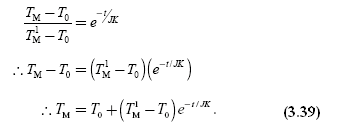 (T_M − T_0) / (T_M^1 − T_0) = e^{−t/JK}
∴ T_M − T_0 = (T_M^1 − T_0)(e^{−t/JK})
∴ T_M = T_0 + (T_M^1 − T_0) e^{−t/JK}. (3.39)